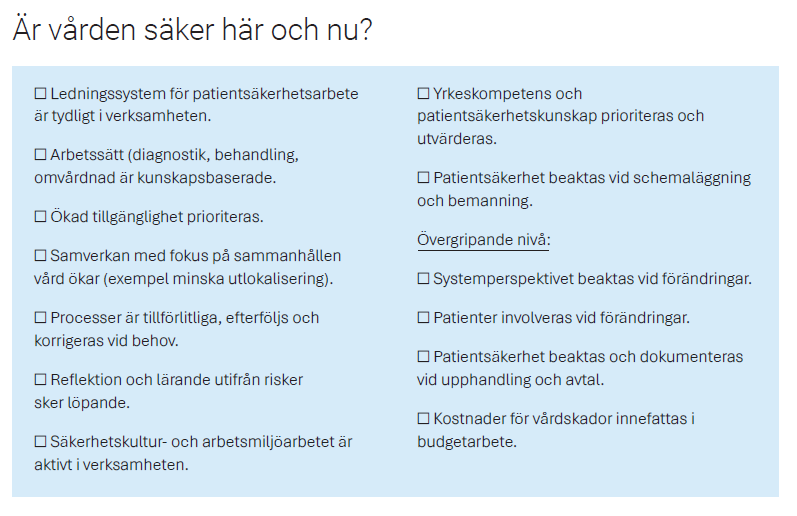 Är vården säker här och nu?
☐ Ledningssystem för patientsäkerhetsarbete
är tydligt i verksamheten.
☐ Arbetssätt (diagnostik, behandling,
omvårdnad är kunskapsbaserade.
☐ Ökad tillgänglighet prioriteras.
☐ Samverkan med fokus på sammanhållen
vård ökar (exempel minska utlokalisering).
☐ Processer är tillförlitliga, efterföljs och
korrigeras vid behov.
☐ Reflektion och lärande utifrån risker
sker löpande.
☐ Säkerhetskultur- och arbetsmiljöarbetet är
aktivt i verksamheten.
☐ Yrkeskompetens och
patientsäkerhetskunskap prioriteras och
utvärderas.
☐ Patientsäkerhet beaktas vid schemaläggning
och bemanning.
Övergripande nivå:
☐ Systemperspektivet beaktas vid förändringar.
☐ Patienter involveras vid förändringar.
☐ Patientsäkerhet beaktas och dokumenteras
vid upphandling och avtal.
☐ Kostnader för vårdskador innefattas i
budgetarbete.